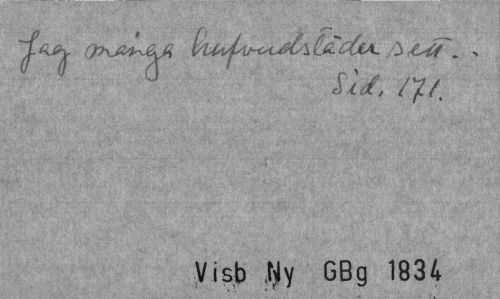 Jag många hufvudstäder sett..
Sid. 171.
Visb Ny GBg 1834